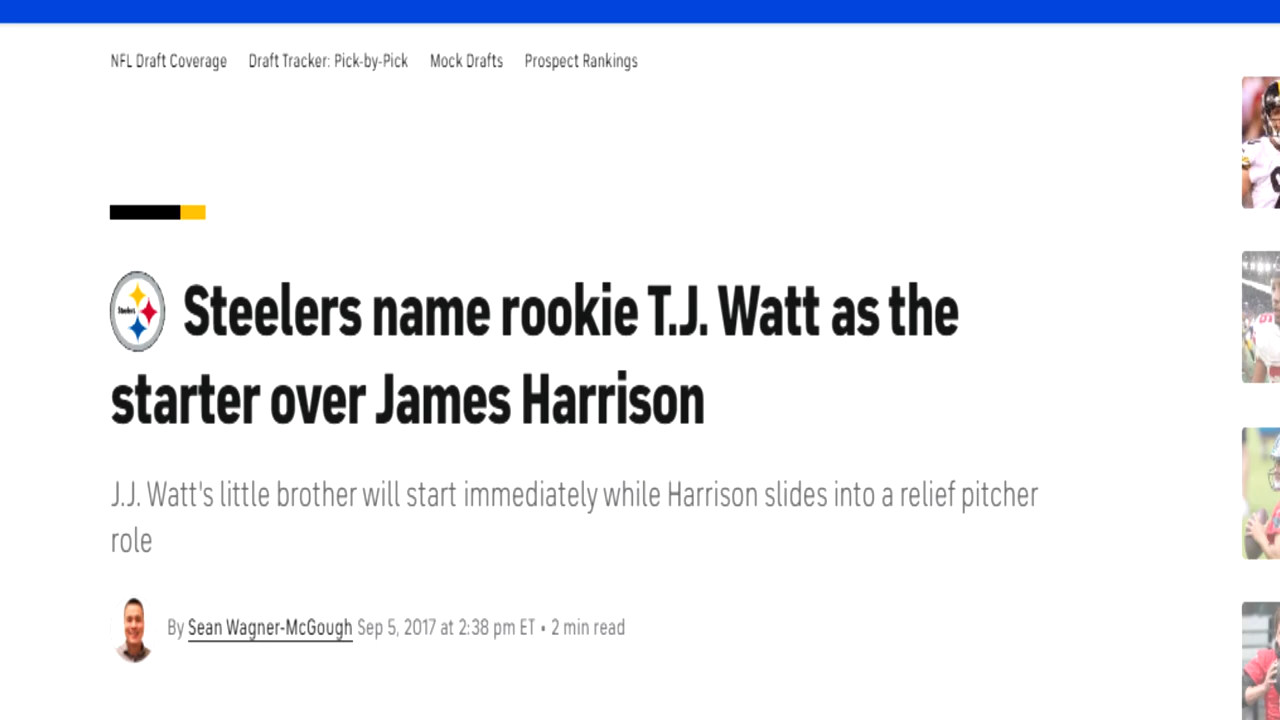 NFL Draft Coverage Draft Tracker: Pick-by-Pick Mock Drafts Prospect Rankings
Steelers
Steelers name rookie T.J. Watt as the
starter over James Harrison
J.J. Watt's little brother will start immediately while Harrison slides into a relief pitcher
role
By Sean Wagner-McGough Sep 5, 2017 at 2:38 pm ET • 2 min read